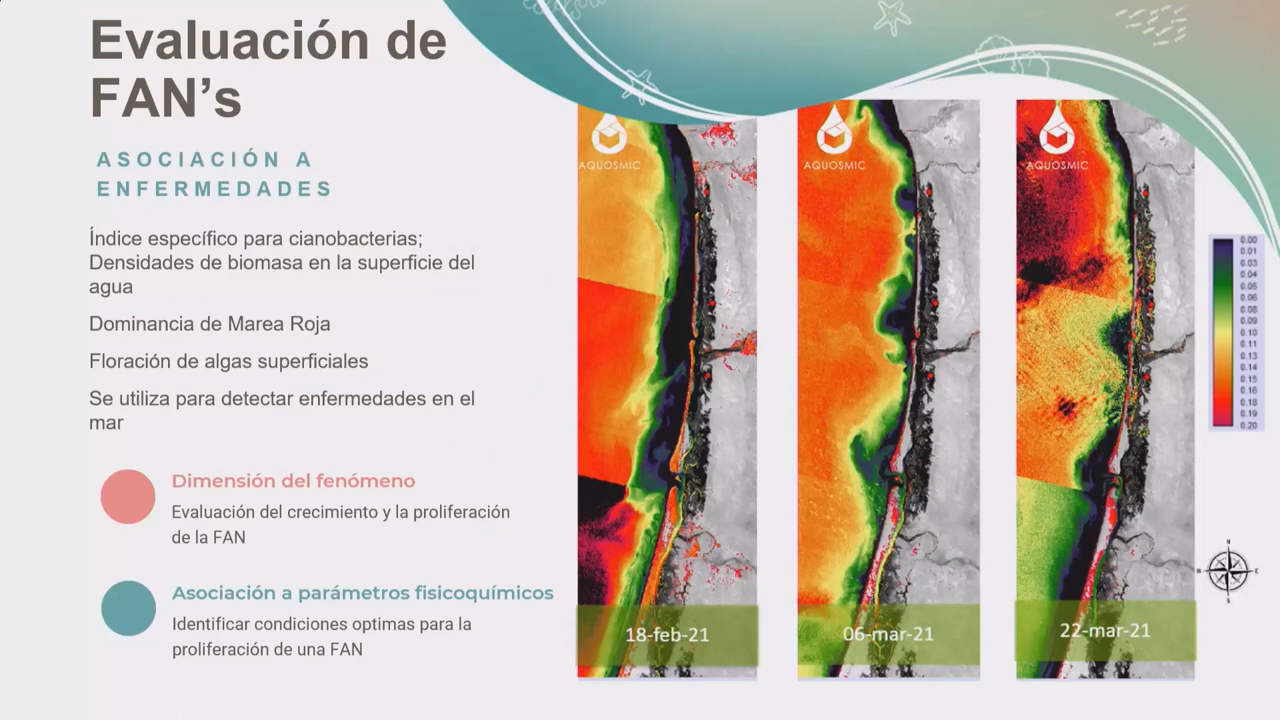 Evaluación de
FAN’s
ASOCIACIÓN A
ENFERMEDADES
Índice específico para cianobacterias;
Densidades de biomasa en la superficie del
agua
Dominancia de Marea Roja
Floración de algas superficiales
Se utiliza para detectar enfermedades en el
mar
Dimensión del fenómeno
Evaluación del crecimiento y la proliferación
de la FAN
Asociación a parámetros fisicoquímicos
Identificar condiciones optimas para la
proliferación de una FAN
AQUOSMIC
18-feb-21
AQUOSMIC
06-mar-21
AQUOSMIC
22-mar-21
0.00
0.01
0.03
0.04
0.05
0.06
0.08
0.09
0.10
0.11
0.13
0.14
0.15
0.16
0.18
0.19
0.20
N
W E
S